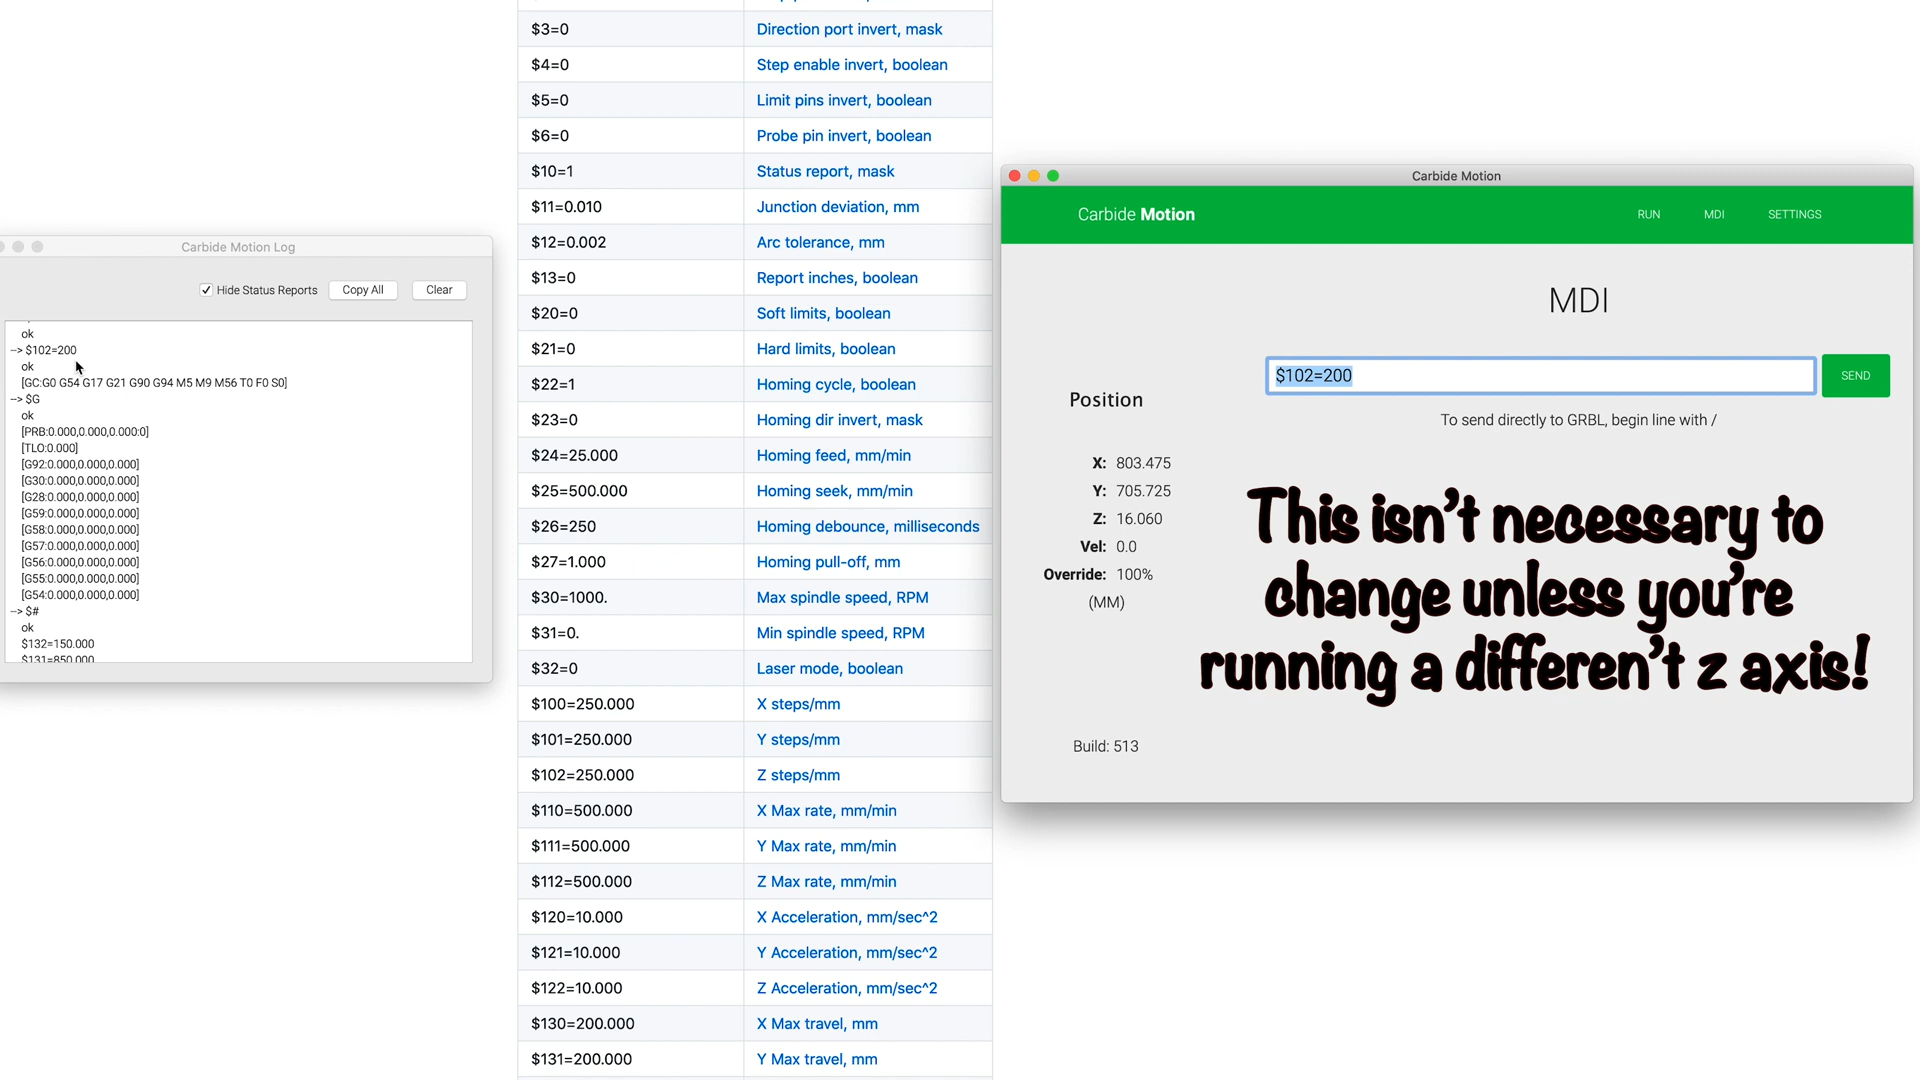 Carbide Motion Log
Hide Status Reports
Copy All
Clear
ok
--> $102=200
ok
[GC:G0 G54 G17 G21 G90 G94 M5 M9 M56 T0 F0 S0]
--> $G
ok
[PRB:0.000,0.000,0.000:0]
[TLO:0.000]
[G92:0.000,0.000,0.000]
[G30:0.000,0.000,0.000]
[G28:0.000,0.000,0.000]
[G59:0.000,0.000,0.000]
[G58:0.000,0.000,0.000]
[G57:0.000,0.000,0.000]
[G56:0.000,0.000,0.000]
[G55:0.000,0.000,0.000]
[G54:0.000,0.000,0.000]
--> $#
ok
$132=150.000
$131=850.000
$3=0 Direction port invert, mask
$4=0 Step enable invert, boolean
$5=0 Limit pins invert, boolean
$6=0 Probe pin invert, boolean
$10=1 Status report, mask
$11=0.010 Junction deviation, mm
$12=0.002 Arc tolerance, mm
$13=0 Report inches, boolean
$20=0 Soft limits, boolean
$21=0 Hard limits, boolean
$22=1 Homing cycle, boolean
$23=0 Homing dir invert, mask
$24=25.000 Homing feed, mm/min
$25=500.000 Homing seek, mm/min
$26=250 Homing debounce, milliseconds
$27=1.000 Homing pull-off, mm
$30=1000. Max spindle speed, RPM
$31=0. Min spindle speed, RPM
$32=0 Laser mode, boolean
$100=250.000 X steps/mm
$101=250.000 Y steps/mm
$102=250.000 Z steps/mm
$110=500.000 X Max rate, mm/min
$111=500.000 Y Max rate, mm/min
$112=500.000 Z Max rate, mm/min
$120=10.000 X Acceleration, mm/sec^2
$121=10.000 Y Acceleration, mm/sec^2
$122=10.000 Z Acceleration, mm/sec^2
$130=200.000 X Max travel, mm
$131=200.000 Y Max travel, mm
Carbide Motion
Carbide Motion
RUN MDI SETTINGS
MDI
$102=200
SEND
To send directly to GRBL, begin line with /
Position
X: 803.475
Y: 705.725
Z: 16.060
Vel: 0.0
Override: 100%
(MM)
Build: 513
This isn't necessary to
change unless you're
running a differen't z axis!